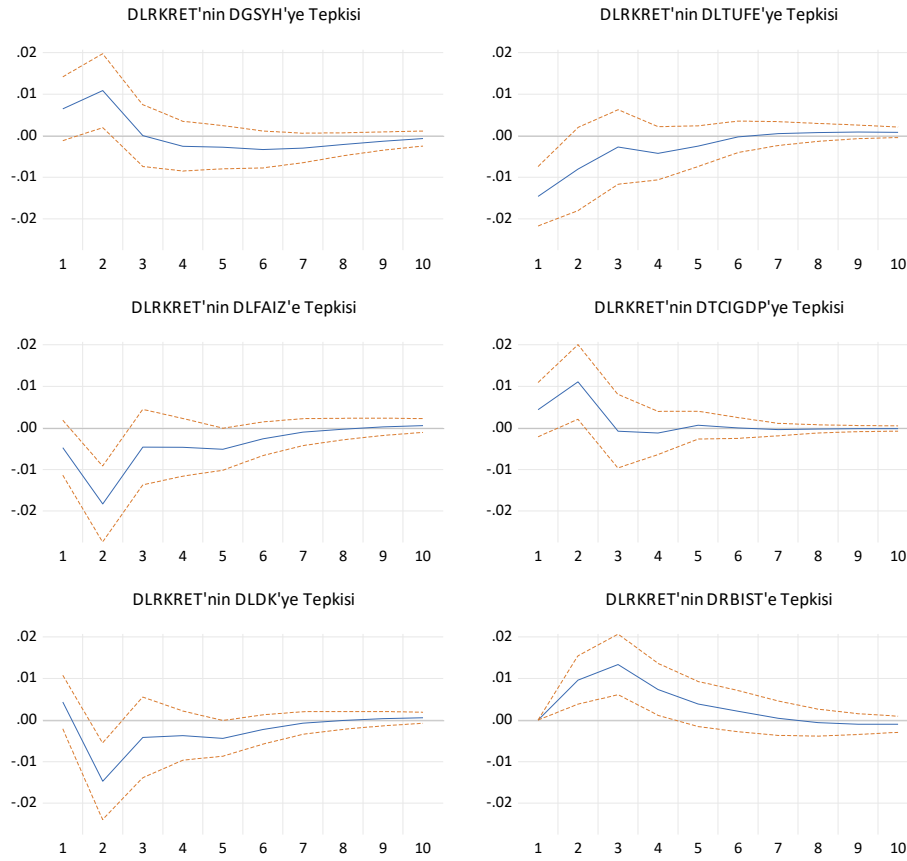 DLRKRET'nin DGSYH'ye Tepkisi
.02
.01
.00
-.01
-.02
1 2 3 4 5 6 7 8 9 10
DLRKRET'nin DLTUFE'ye Tepkisi
.02
.01
.00
-.01
-.02
1 2 3 4 5 6 7 8 9 10
DLRKRET'nin DLFAIZ'e Tepkisi
.02
.01
.00
-.01
-.02
1 2 3 4 5 6 7 8 9 10
DLRKRET'nin DTCIGDP'ye Tepkisi
.02
.01
.00
-.01
-.02
1 2 3 4 5 6 7 8 9 10
DLRKRET'nin DLDK'ye Tepkisi
.02
.01
.00
-.01
-.02
1 2 3 4 5 6 7 8 9 10
DLRKRET'nin DRBIST'e Tepkisi
.02
.01
.00
-.01
-.02
1 2 3 4 5 6 7 8 9 10